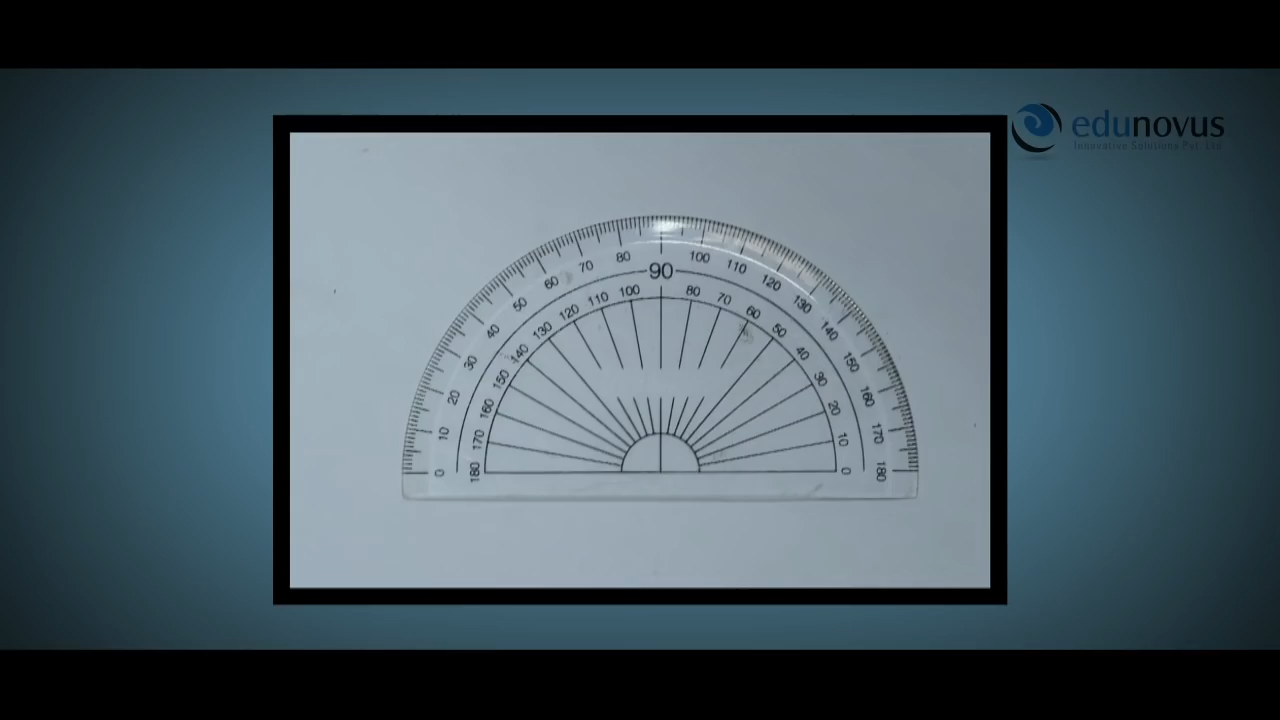 edunovus
Innovative Solutions Pvt. Ltd
0 10 20 30 40 50 60 70 80 90 100 110 120 130 140 150 160 170 180
180 170 160 150 140 130 120 110 100 80 70 60 50 40 30 20 10 0